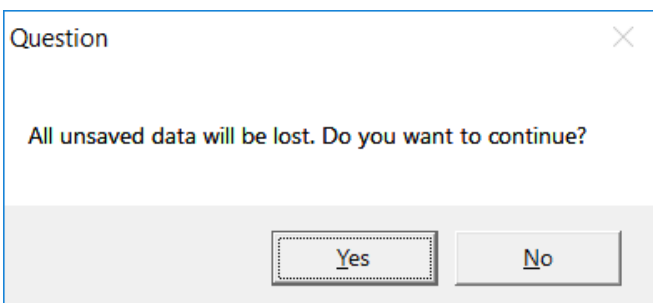 Question
All unsaved data will be lost. Do you want to continue?
Yes No